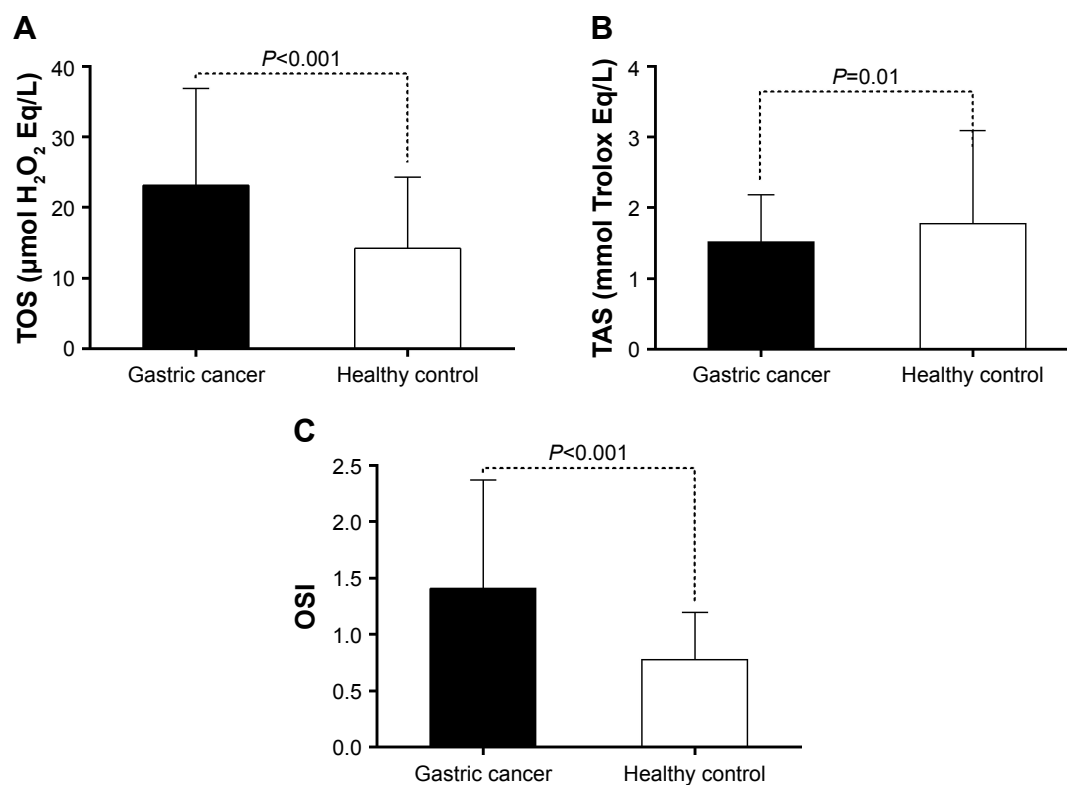 A
P<0.001
TOS (µmol H₂O₂ Eq/L)
40
30
20
10
0
Gastric cancer
Healthy control
B
P=0.01
TAS (mmol Trolox Eq/L)
4
3
2
1
0
Gastric cancer
Healthy control
C
P<0.001
OSI
2.5
2.0
1.5
1.0
0.5
0.0
Gastric cancer
Healthy control